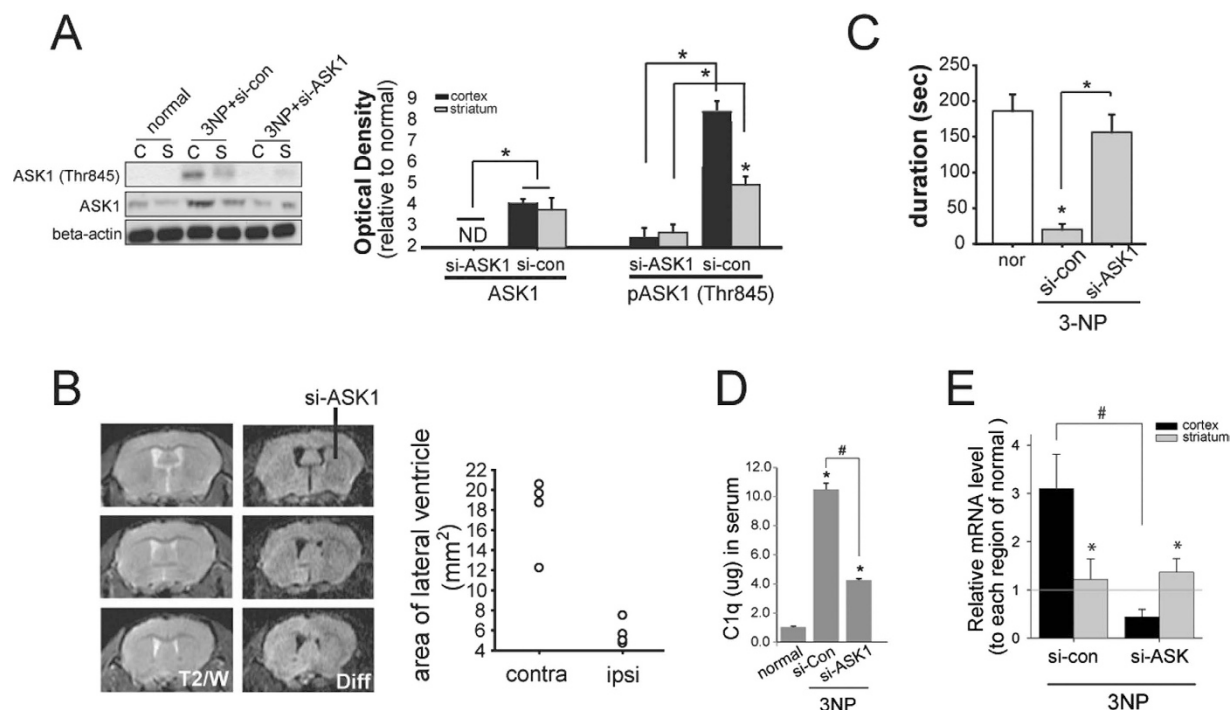 A
normal
3NP+si-con
3NP+si-ASK1
C S C S C S
ASK1 (Thr845)
ASK1
beta-actin
Optical Density
(relative to normal)
9
8
7
6
5
4
3
2
cortex
striatum
*
*
*
*
ND
si-ASK1 si-con si-ASK1 si-con
ASK1 pASK1 (Thr845)
C
duration (sec)
250
200
150
100
50
0
*
*
nor
si-con
si-ASK1
3-NP
B
si-ASK1
T2/W
Diff
area of lateral ventricle
(mm2)
22
20
18
16
14
12
10
8
6
4
contra ipsi
D
C1q (ug) in serum
12.0
10.0
8.0
6.0
4.0
2.0
0.0
#
*
*
normal
si-Con
si-ASK1
3NP
E
Relative mRNA level
(to each region of normal )
4
3
2
1
0
cortex
striatum
#
*
*
si-con si-ASK
3NP